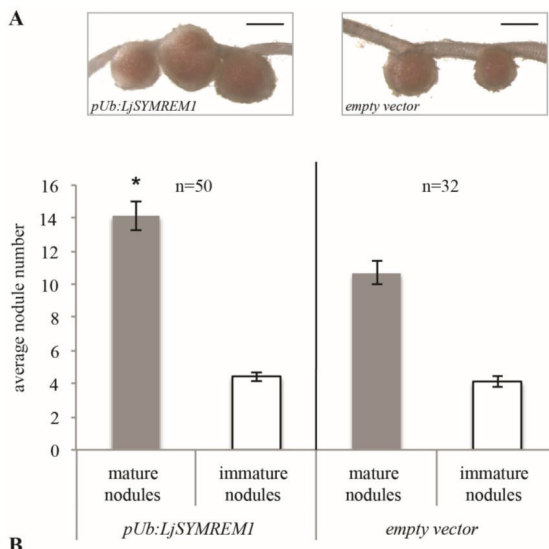 A
pUb:LjSYMREM1
empty vector
*
n=50
n=32
average nodule number
16
14
12
10
8
6
4
2
0
mature nodules
immature nodules
mature nodules
immature nodules
pUb:LjSYMREM1
empty vector
B